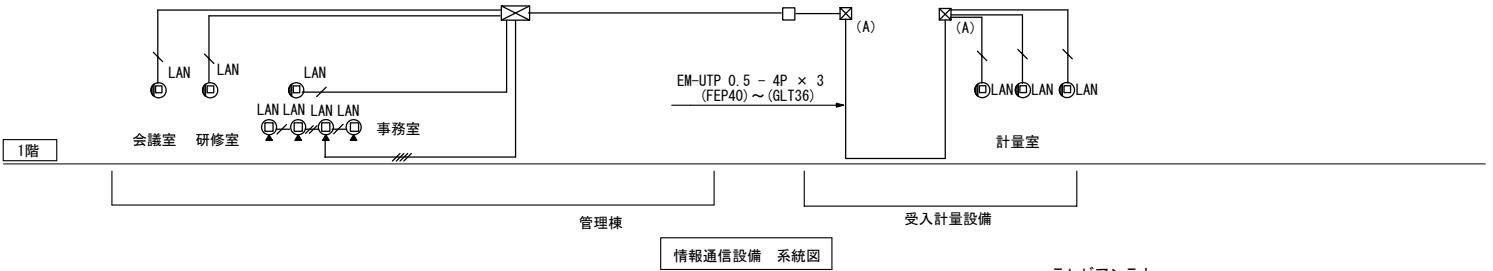 (A)
(A)
LAN
LAN
LAN
LAN
LAN
LAN
EM-UTP 0.5 - 4P × 3
(FEP40)～(GLT36)
LAN LAN LAN LAN
会議室
研修室
事務室
計量室
1階
管理棟
受入計量設備
情報通信設備 系統図